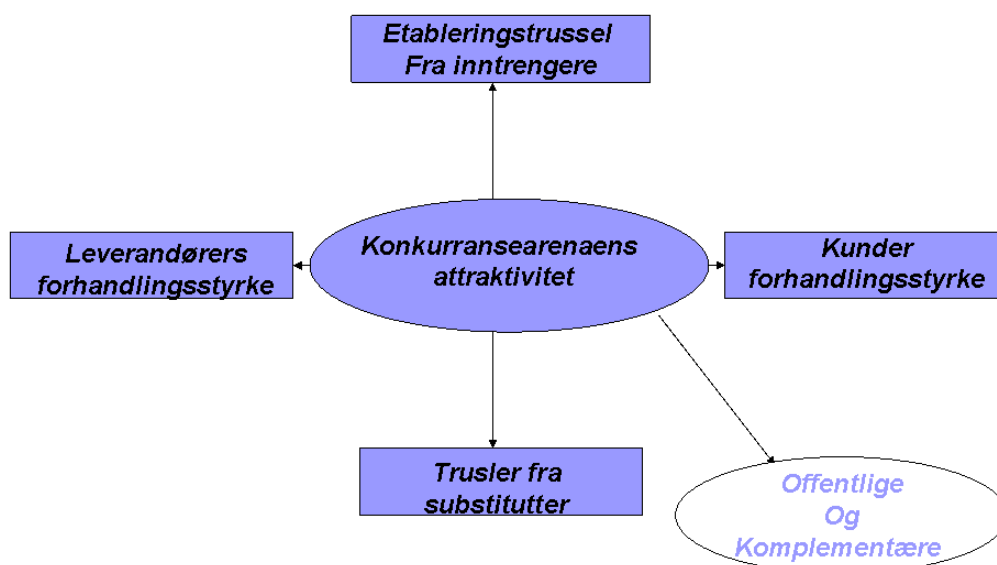 Etableringstrussel
Fra inntrengere
Leverandørers
forhandlingsstyrke
Konkurransearenaens
attraktivitet
Kunder
forhandlingsstyrke
Trusler fra
substitutter
Offentlige
Og
Komplementære